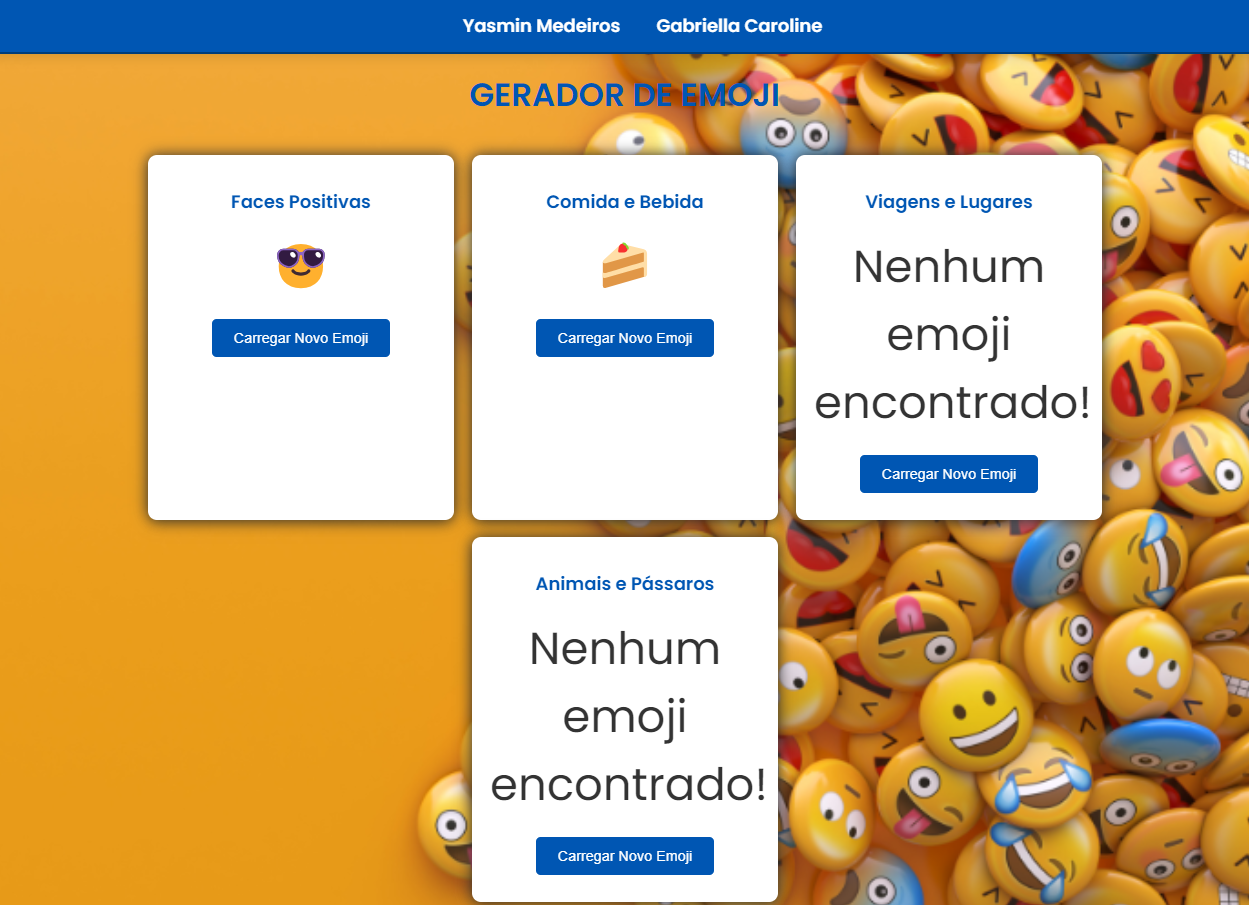 Yasmin Medeiros Gabriella Caroline
GERADOR DE EMOJI
Faces Positivas
Carregar Novo Emoji
Comida e Bebida
Carregar Novo Emoji
Viagens e Lugares
Nenhum
emoji
encontrado!
Carregar Novo Emoji
Animais e Pássaros
Nenhum
emoji
encontrado!
Carregar Novo Emoji